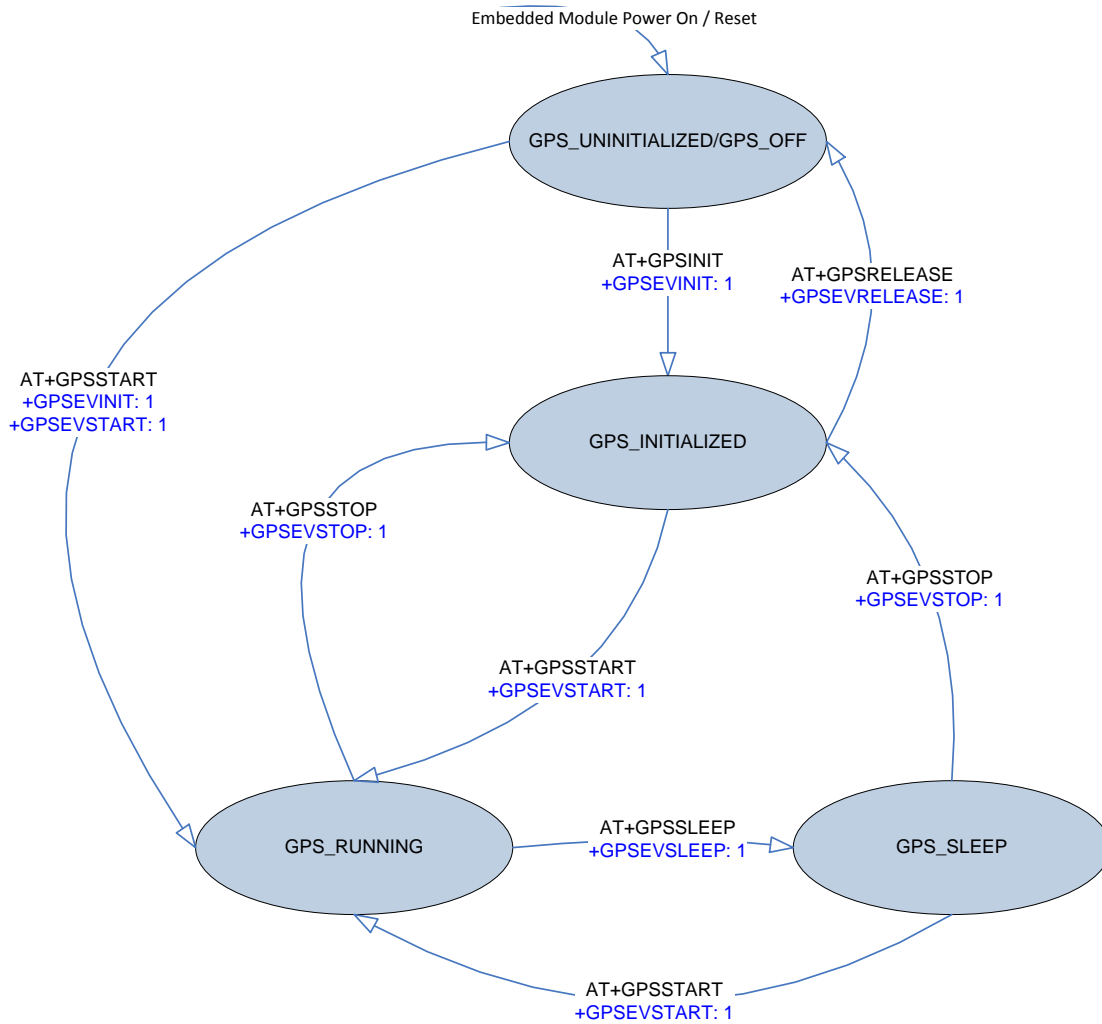 Embedded Module Power On / Reset
GPS_UNINITIALIZED/GPS_OFF
AT+GPSINIT
+GPSEVINIT: 1
AT+GPSRELEASE
+GPSEVRELEASE: 1
AT+GPSSTART
+GPSEVINIT: 1
+GPSEVSTART: 1
GPS_INITIALIZED
AT+GPSSTOP
+GPSEVSTOP: 1
AT+GPSSTOP
+GPSEVSTOP: 1
AT+GPSSTART
+GPSEVSTART: 1
GPS_RUNNING
AT+GPSSLEEP
+GPSEVSLEEP: 1
GPS_SLEEP
AT+GPSSTART
+GPSEVSTART: 1